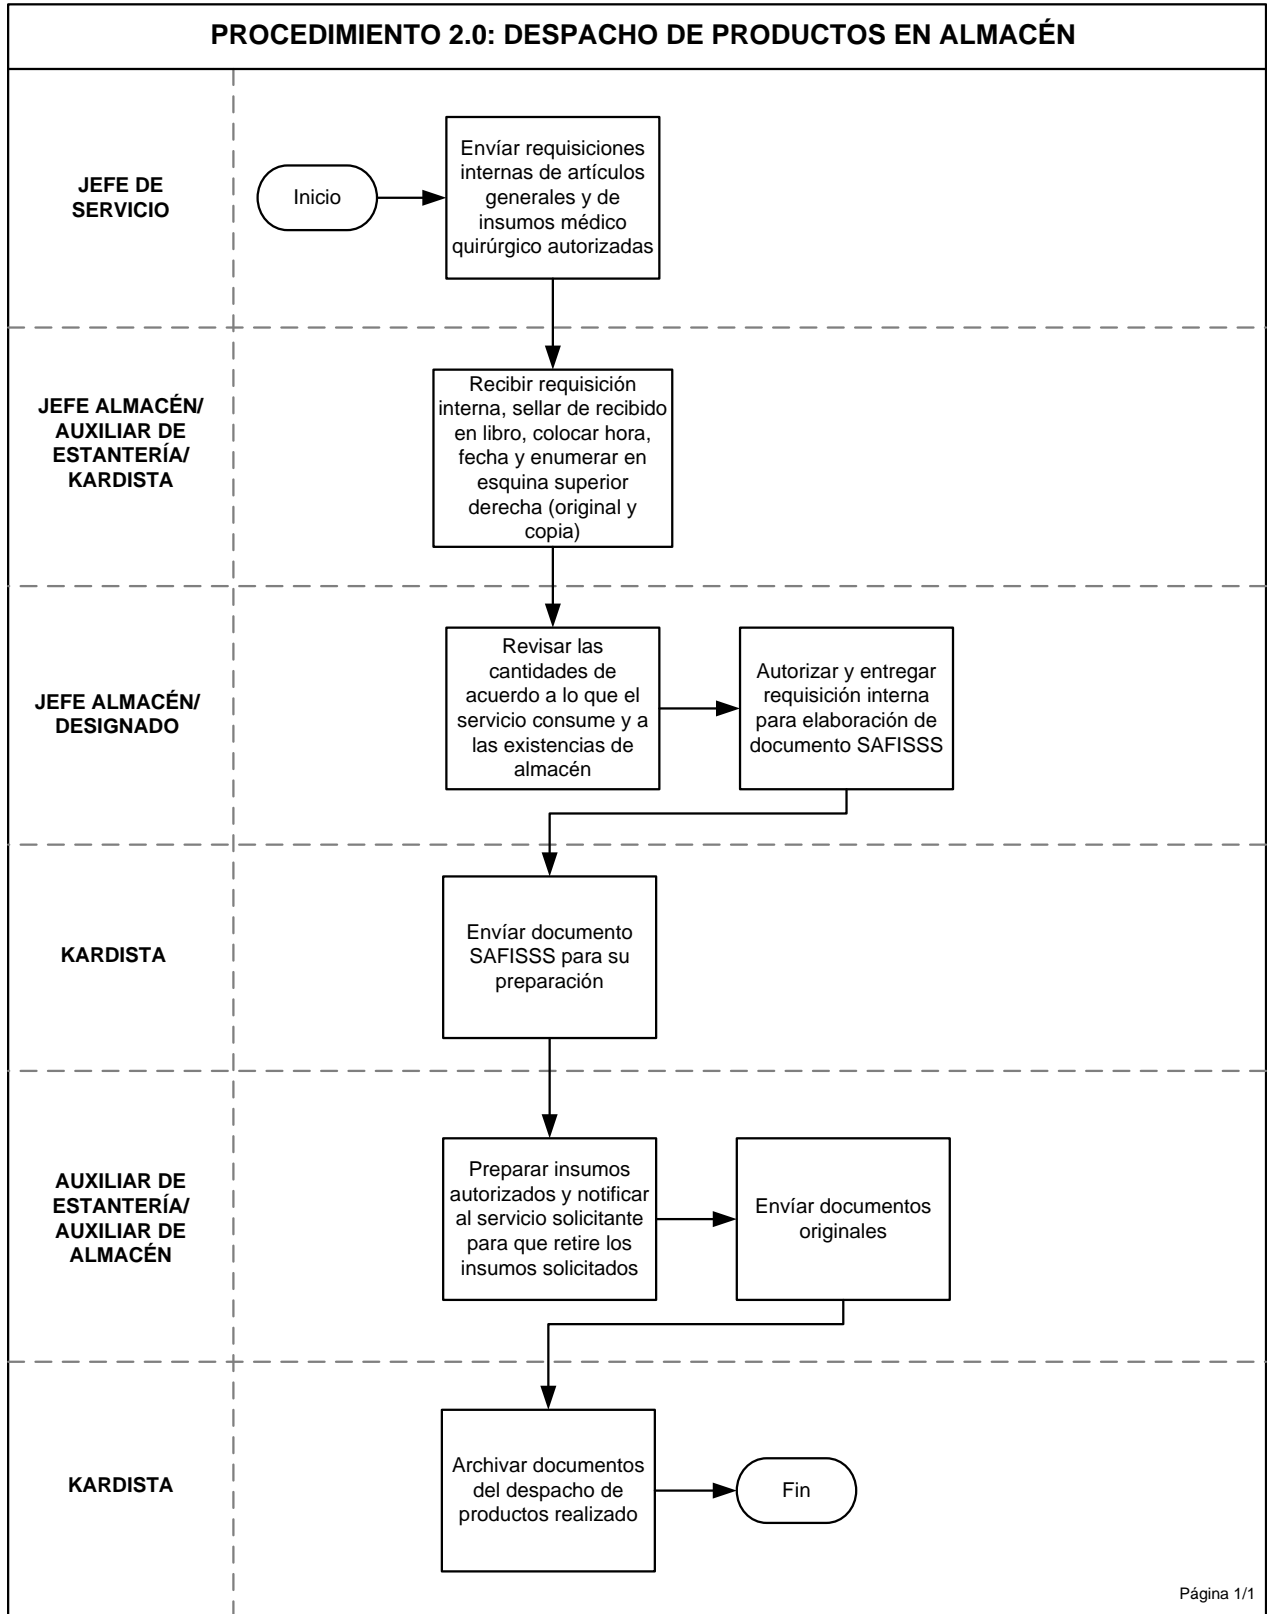 PROCEDIMIENTO 2.0: DESPACHO DE PRODUCTOS EN ALMACÉN
JEFE DE
SERVICIO
Inicio
Envíar requisiciones
internas de artículos
generales y de
insumos médico
quirúrgico autorizadas
JEFE ALMACÉN/
AUXILIAR DE
ESTANTERÍA/
KARDISTA
Recibir requisición
interna, sellar de recibido
en libro, colocar hora,
fecha y enumerar en
esquina superior
derecha (original y
copia)
JEFE ALMACÉN/
DESIGNADO
Revisar las
cantidades de
acuerdo a lo que el
servicio consume y a
las existencias de
almacén
Autorizar y entregar
requisición interna
para elaboración de
documento SAFISSS
KARDISTA
Envíar documento
SAFISSS para su
preparación
AUXILIAR DE
ESTANTERÍA/
AUXILIAR DE
ALMACÉN
Preparar insumos
autorizados y notificar
al servicio solicitante
para que retire los
insumos solicitados
Envíar documentos
originales
KARDISTA
Archivar documentos
del despacho de
productos realizado
Fin
Página 1/1